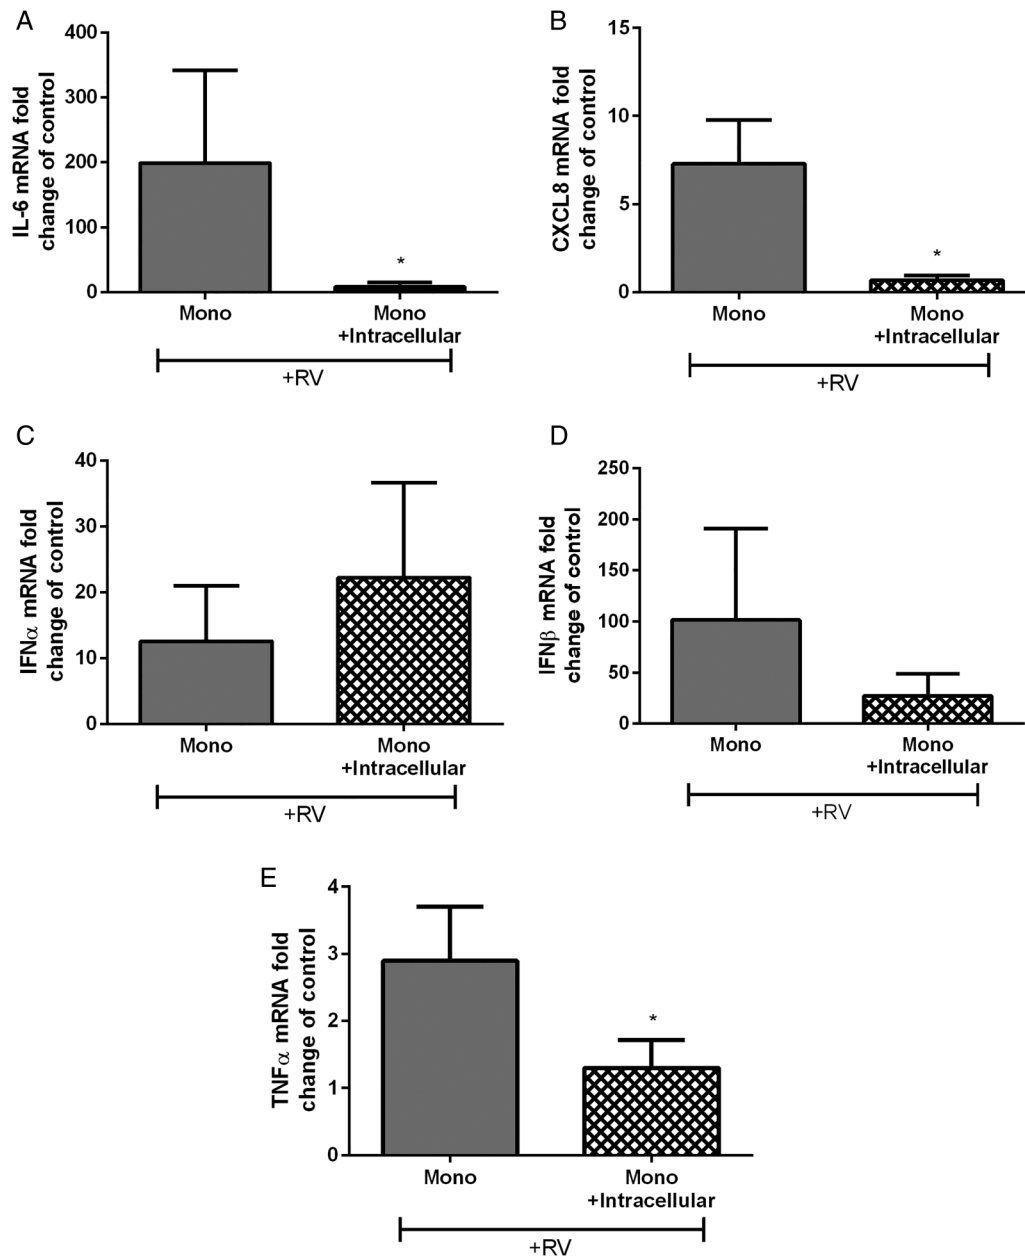 A
IL-6 mRNA fold
change of control
400
300
200
100
0
*
Mono
Mono
+Intracellular
+RV
B
CXCL8 mRNA fold
change of control
15
10
5
0
*
Mono
Mono
+Intracellular
+RV
C
IFNα mRNA fold
change of control
40
30
20
10
0
Mono
Mono
+Intracellular
+RV
D
IFNβ mRNA fold
change of control
250
200
150
100
50
0
Mono
Mono
+Intracellular
+RV
E
TNFα mRNA fold
change of control
4
3
2
1
0
*
Mono
Mono
+Intracellular
+RV